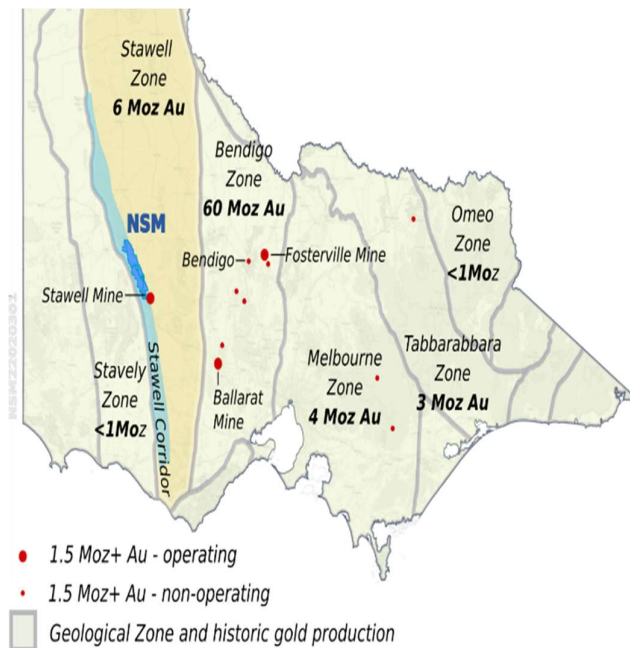 Stawell
Zone
6 Moz Au
Bendigo
Zone
60 Moz Au
Omeo
Zone
<1Moz
NSM
Bendigo
Fosterville Mine
Stawell Mine
Stawell Corridor
Stavely
Zone
<1Moz
Ballarat
Mine
Melbourne
Zone
4 Moz Au
Tabbarabbara
Zone
3 Moz Au
NSMZ2020307
1.5 Moz+ Au - operating
1.5 Moz+ Au - non-operating
Geological Zone and historic gold production